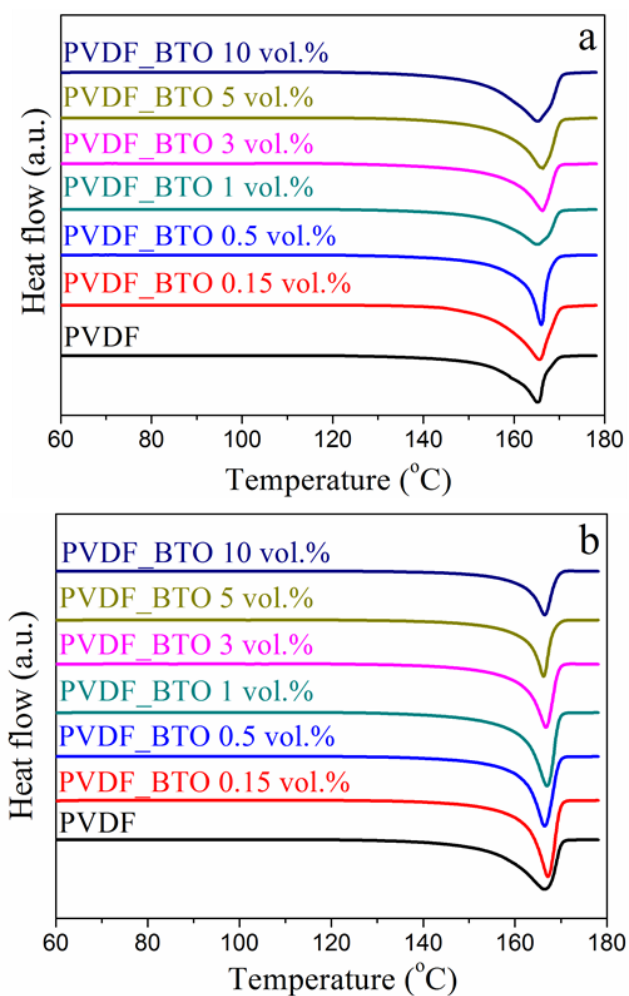 a
PVDF_BTO 10 vol.%
PVDF_BTO 5 vol.%
PVDF_BTO 3 vol.%
PVDF_BTO 1 vol.%
PVDF_BTO 0.5 vol.%
PVDF_BTO 0.15 vol.%
PVDF
Heat flow (a.u.)
60 80 100 120 140 160 180
Temperature (°C)
b
PVDF_BTO 10 vol.%
PVDF_BTO 5 vol.%
PVDF_BTO 3 vol.%
PVDF_BTO 1 vol.%
PVDF_BTO 0.5 vol.%
PVDF_BTO 0.15 vol.%
PVDF
Heat flow (a.u.)
60 80 100 120 140 160 180
Temperature (°C)